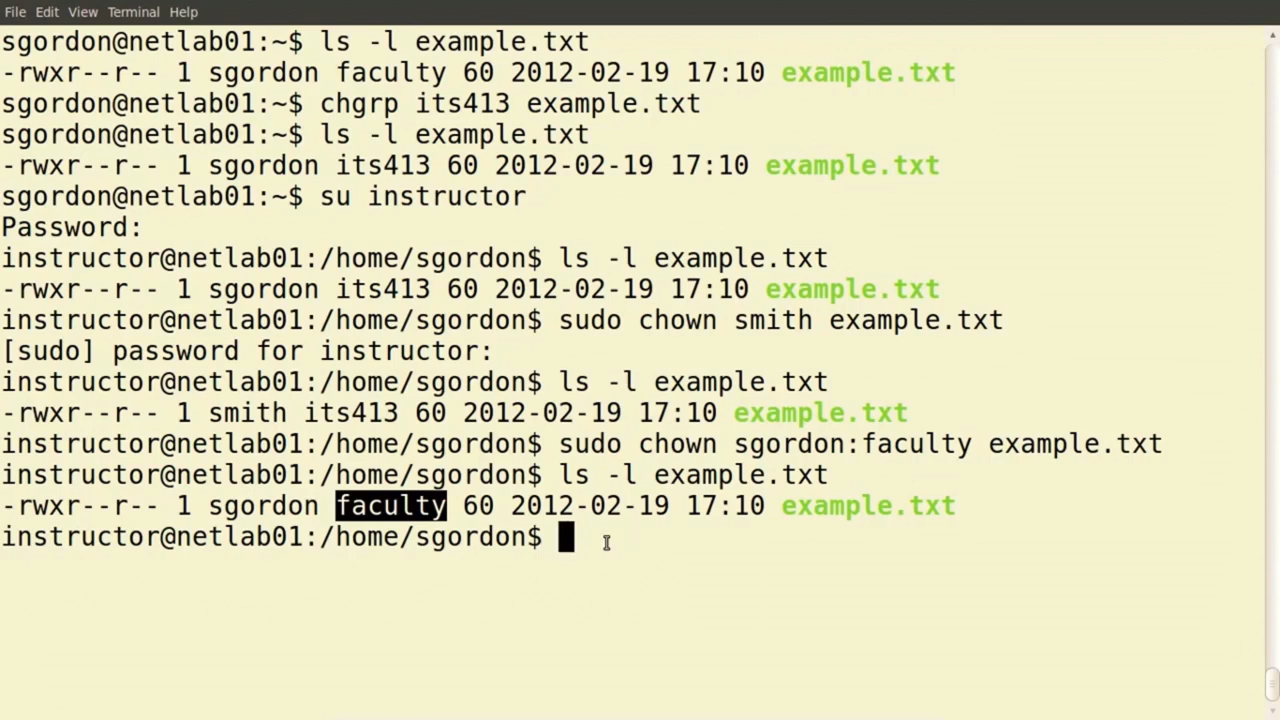 File Edit View Terminal Help
sgordon@netlab01:~$ ls -l example.txt
-rwxr--r-- 1 sgordon faculty 60 2012-02-19 17:10 example.txt
sgordon@netlab01:~$ chgrp its413 example.txt
sgordon@netlab01:~$ ls -l example.txt
-rwxr--r-- 1 sgordon its413 60 2012-02-19 17:10 example.txt
sgordon@netlab01:~$ su instructor
Password:
instructor@netlab01:/home/sgordon$ ls -l example.txt
-rwxr--r-- 1 sgordon its413 60 2012-02-19 17:10 example.txt
instructor@netlab01:/home/sgordon$ sudo chown smith example.txt
[sudo] password for instructor:
instructor@netlab01:/home/sgordon$ ls -l example.txt
-rwxr--r-- 1 smith its413 60 2012-02-19 17:10 example.txt
instructor@netlab01:/home/sgordon$ sudo chown sgordon:faculty example.txt
instructor@netlab01:/home/sgordon$ ls -l example.txt
-rwxr--r-- 1 sgordon faculty 60 2012-02-19 17:10 example.txt
instructor@netlab01:/home/sgordon$